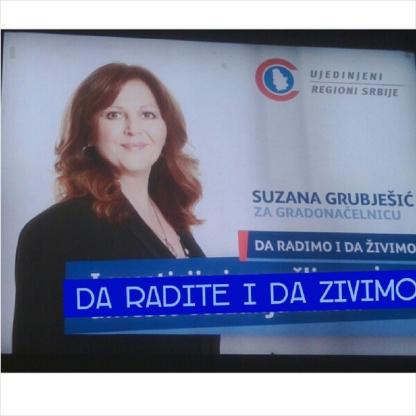 UJEDINJENI
REGIONI SRBIJE
SUZANA GRUBJEŠIĆ
ZA GRADONAČELNICU
DA RADIMO I DA ŽIVIMO
DA RADITE I DA ZIVIMO